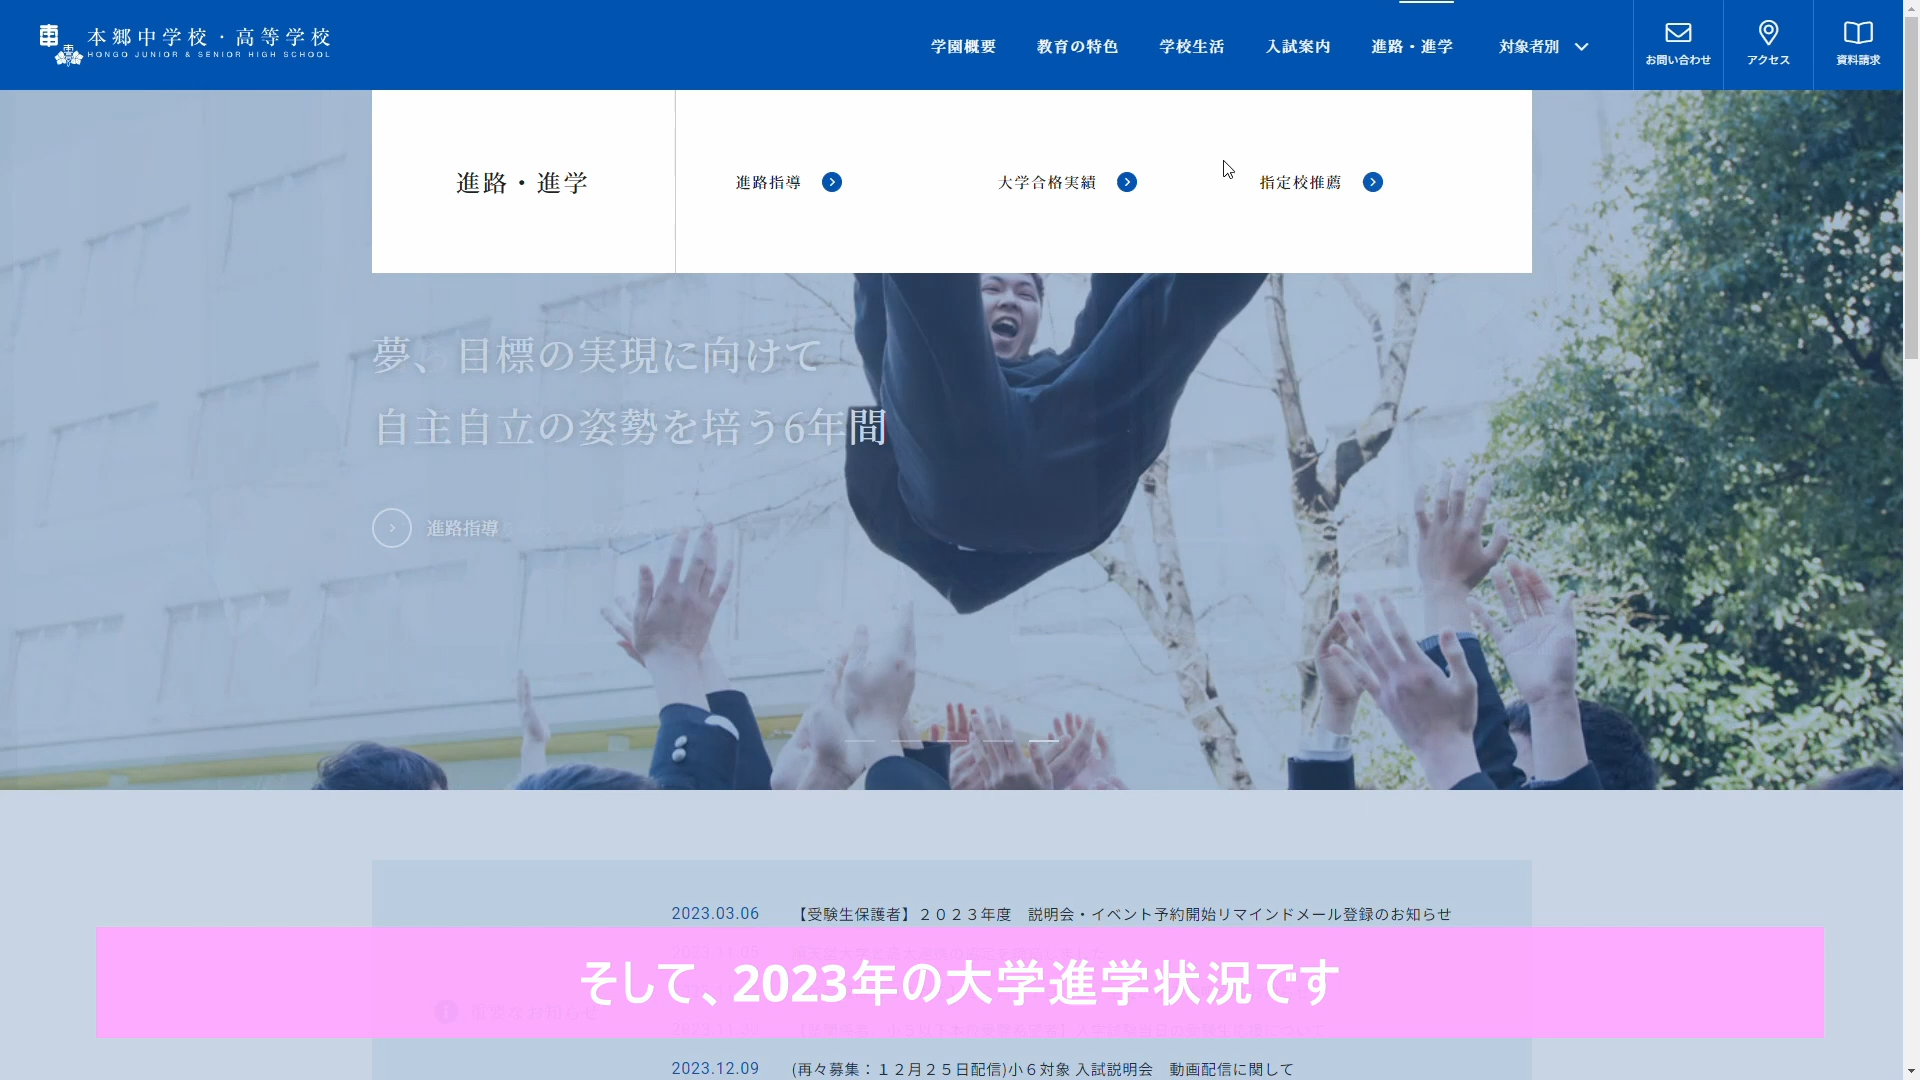 本郷中学校・高等学校
HONGO JUNIOR & SENIOR HIGH SCHOOL
学園概要
教育の特色
学校生活
入試案内
進路・進学
対象者別
お問い合わせ
アクセス
資料請求
進路・進学
進路指導
大学合格実績
指定校推薦
夢、目標の実現に向けて
自主自立の姿勢を培う6年間
進路指導
2023.03.06 【受験生保護者】２０２３年度　説明会・イベント予約開始リマインドメール登録のお知らせ
そして、2023年の大学進学状況です
重要なお知らせ
2023.12.09 (再々募集：１２月２５日配信)小６対象 入試説明会　動画配信に関して